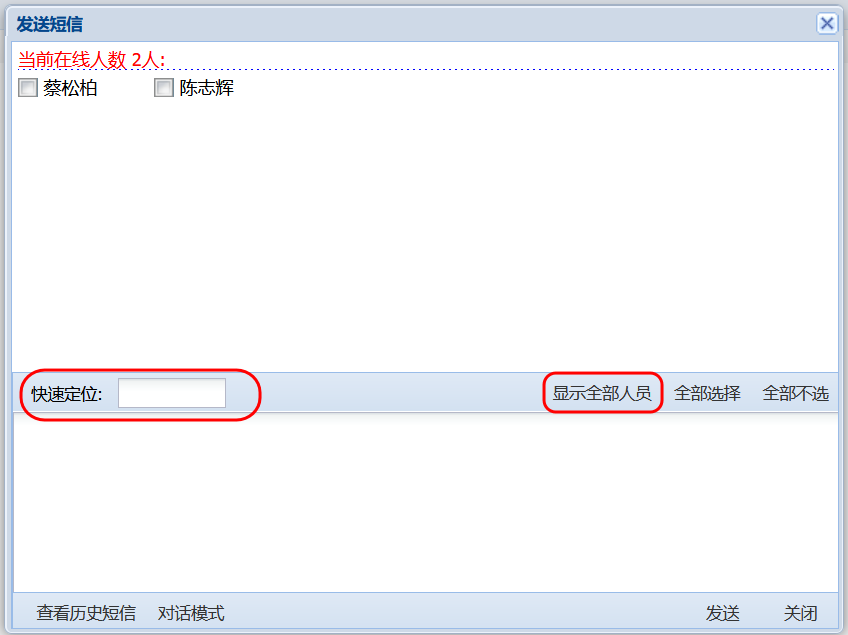 发送短信
当前在线人数 2人:
蔡松柏 陈志辉
快速定位: 显示全部人员 全部选择 全部不选
查看历史短信 对话模式 发送 关闭